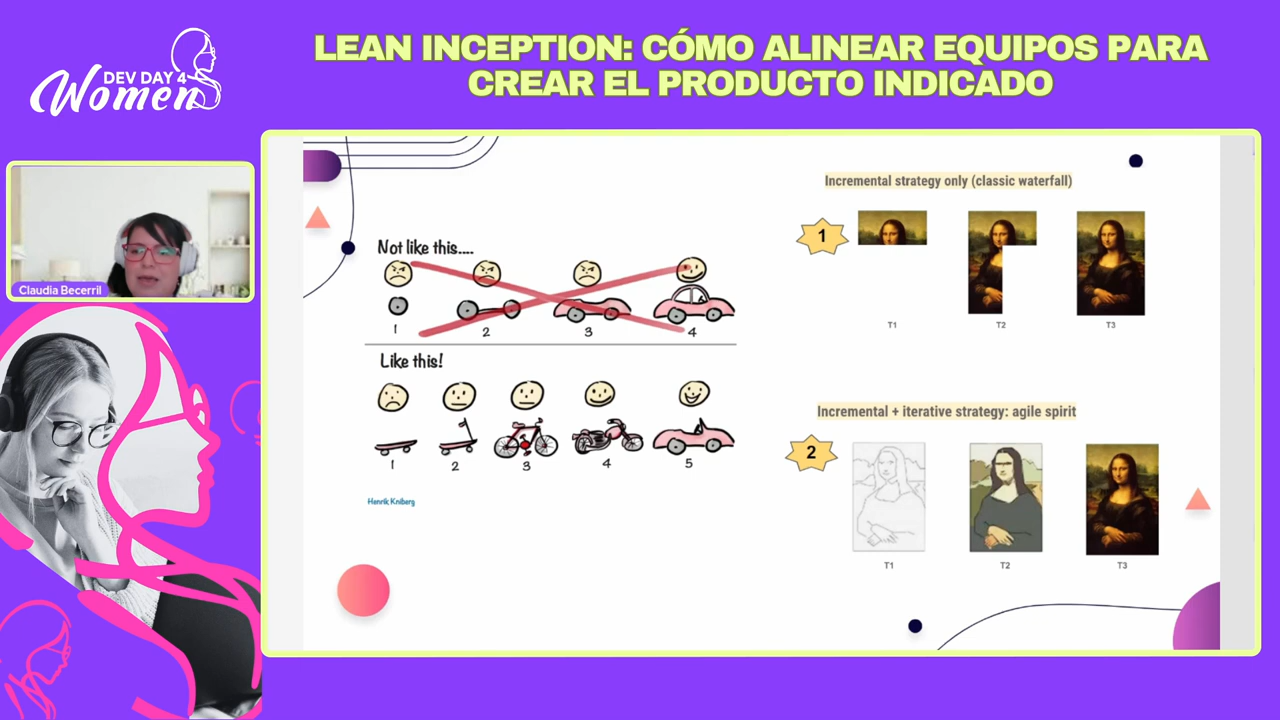 DEV DAY 4
Women
LEAN INCEPTION: CÓMO ALINEAR EQUIPOS PARA
CREAR EL PRODUCTO INDICADO
Claudia Becerril
Not like this....
1
2
3
4
Like this!
1
2
3
4
5
Henrik Kniberg
Incremental strategy only (classic waterfall)
1
T1
T2
T3
Incremental + iterative strategy: agile spirit
2
T1
T2
T3